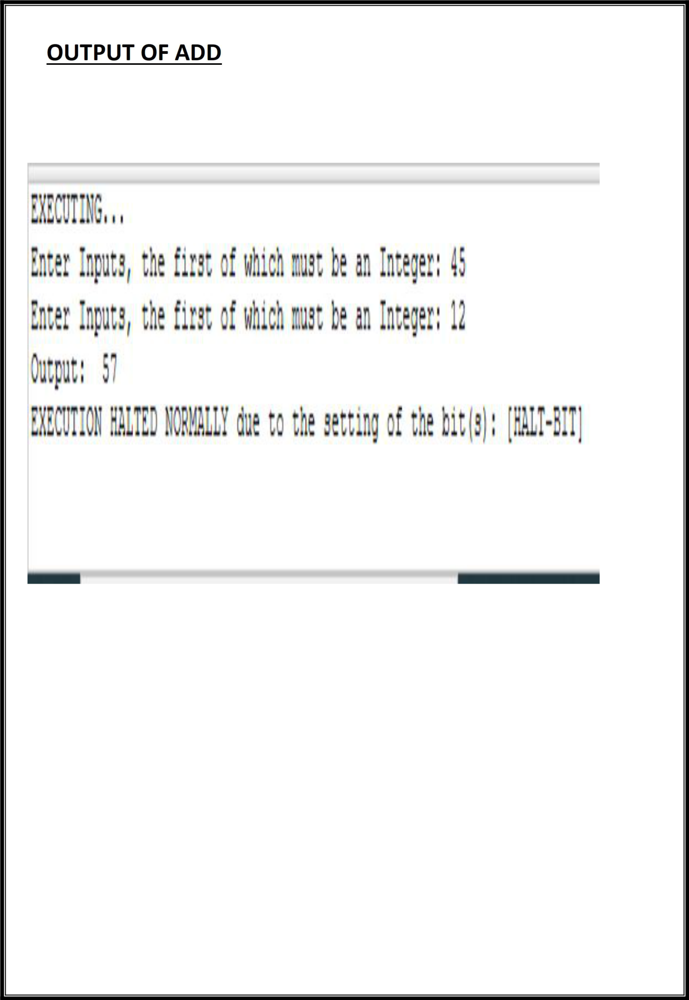 OUTPUT OF ADD
EXECUTING...
Enter Inputs, the first of which must be an Integer: 45
Enter Inputs, the first of which must be an Integer: 12
Output:  57
EXECUTION HALTED NORMALLY due to the setting of the bit(s): [HALT-BIT]